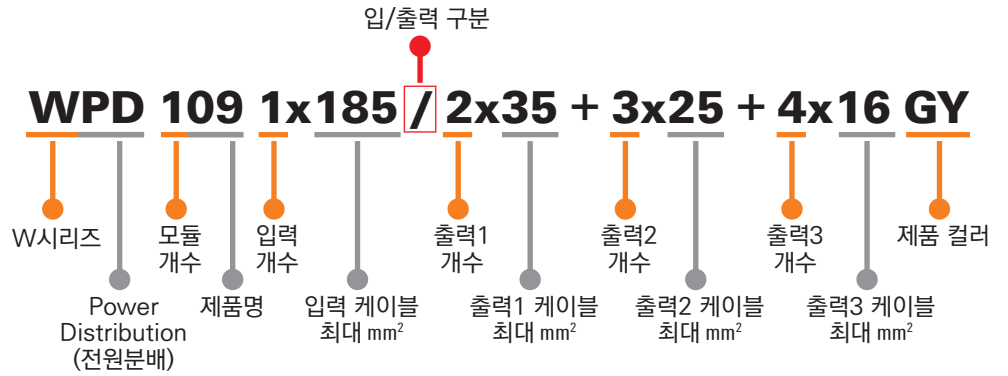 입/출력 구분
WPD 109 1x185 / 2x35 + 3x25 + 4x16 GY
W시리즈
모듈
개수
입력
개수
출력1
개수
출력2
개수
출력3
개수
제품 컬러
Power
Distribution
(전원분배)
제품명
입력 케이블
최대 mm²
출력1 케이블
최대 mm²
출력2 케이블
최대 mm²
출력3 케이블
최대 mm²